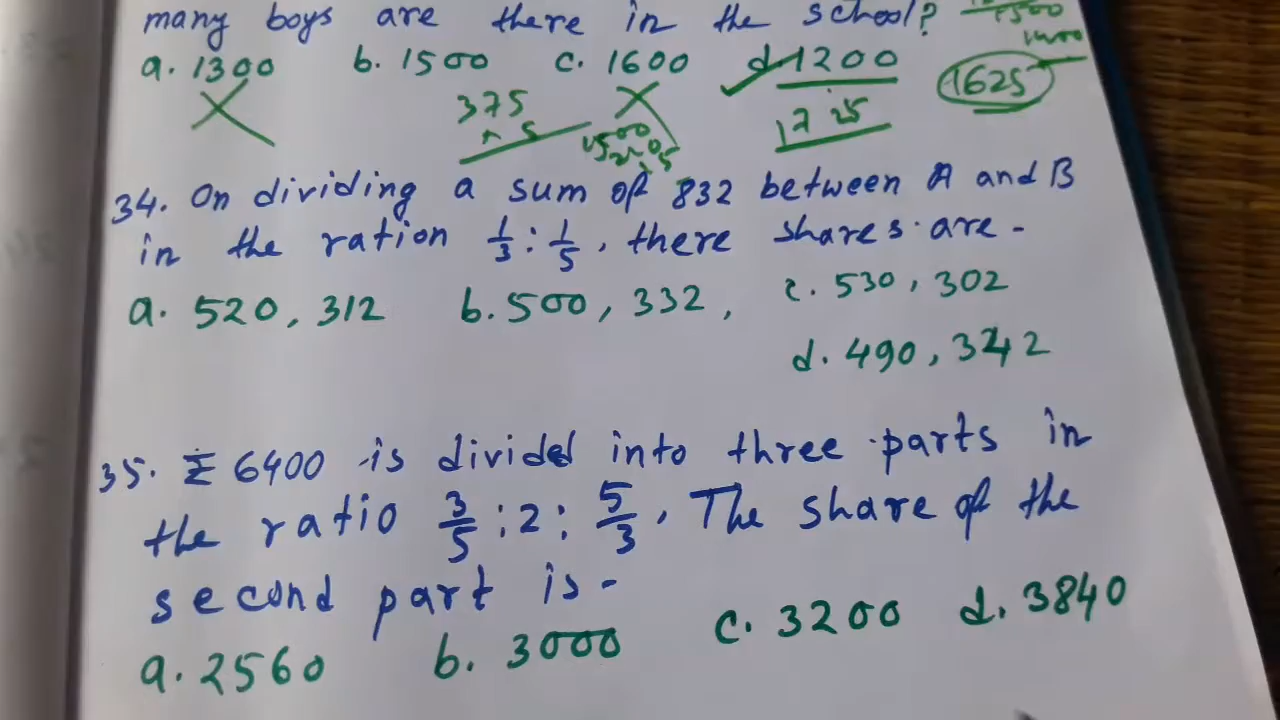 many boys are there in the school?
1500
a. 1300 b. 1500 c. 1600 d. 1200
1625
375
1725
34. On dividing a sum of 832 between A and B
in the ration 1/3 : 1/5, there shares are -
a. 520, 312 b. 500, 332, c. 530, 302
d. 490, 342
35. ₹ 6400 is divided into three parts in
the ratio 3/5 : 2 : 5/3. The share of the
second part is -
a. 2560 b. 3000 c. 3200 d. 3840